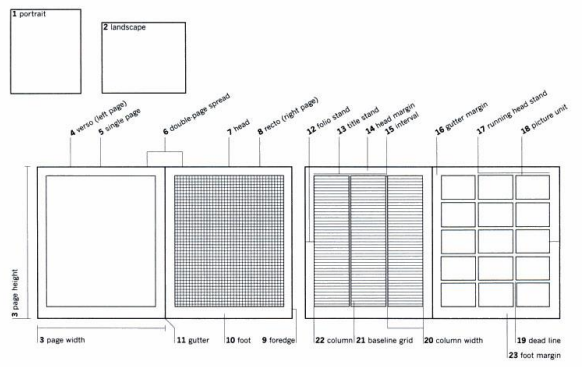 1 portrait
2 landscape
4 verso (left page)
5 single page
6 double-page spread
7 head
8 recto (right page)
12 folio stand
13 title stand
14 head margin
15 interval
16 gutter margin
17 running head stand
18 picture unit
3 page height
3 page width
11 gutter
10 foot
9 foredge
22 column
21 baseline grid
20 column width
19 dead line
23 foot margin